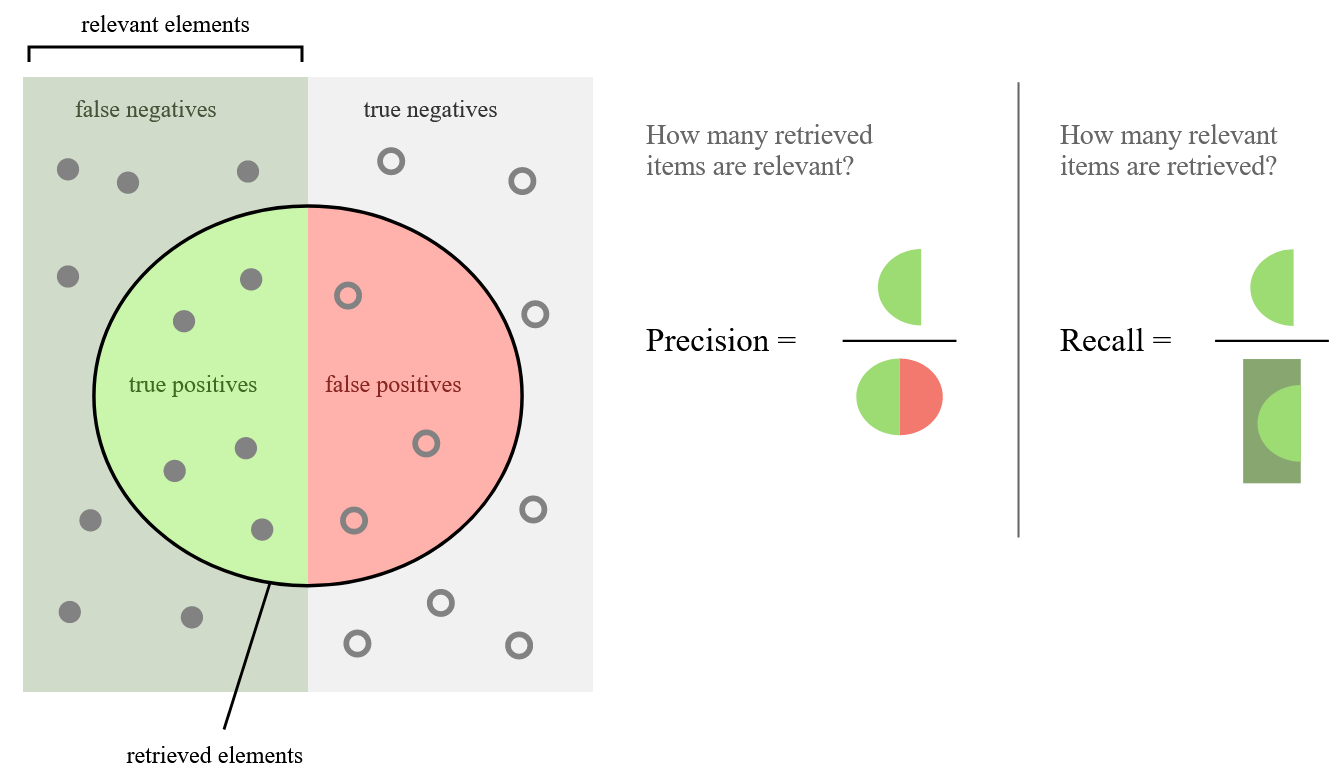 relevant elements
false negatives
true negatives
true positives
false positives
retrieved elements
How many retrieved
items are relevant?
Precision =
How many relevant
items are retrieved?
Recall =